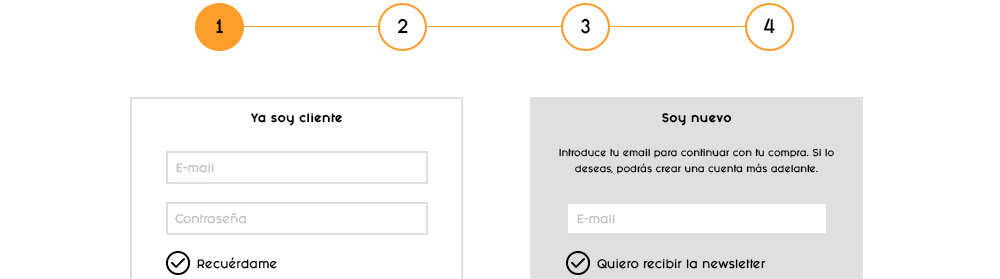 1 2 3 4
Ya soy cliente
E-mail
Contraseña
Recuérdame
Soy nuevo
Introduce tu email para continuar con tu compra. Si lo
deseas, podrás crear una cuenta más adelante.
E-mail
Quiero recibir la newsletter